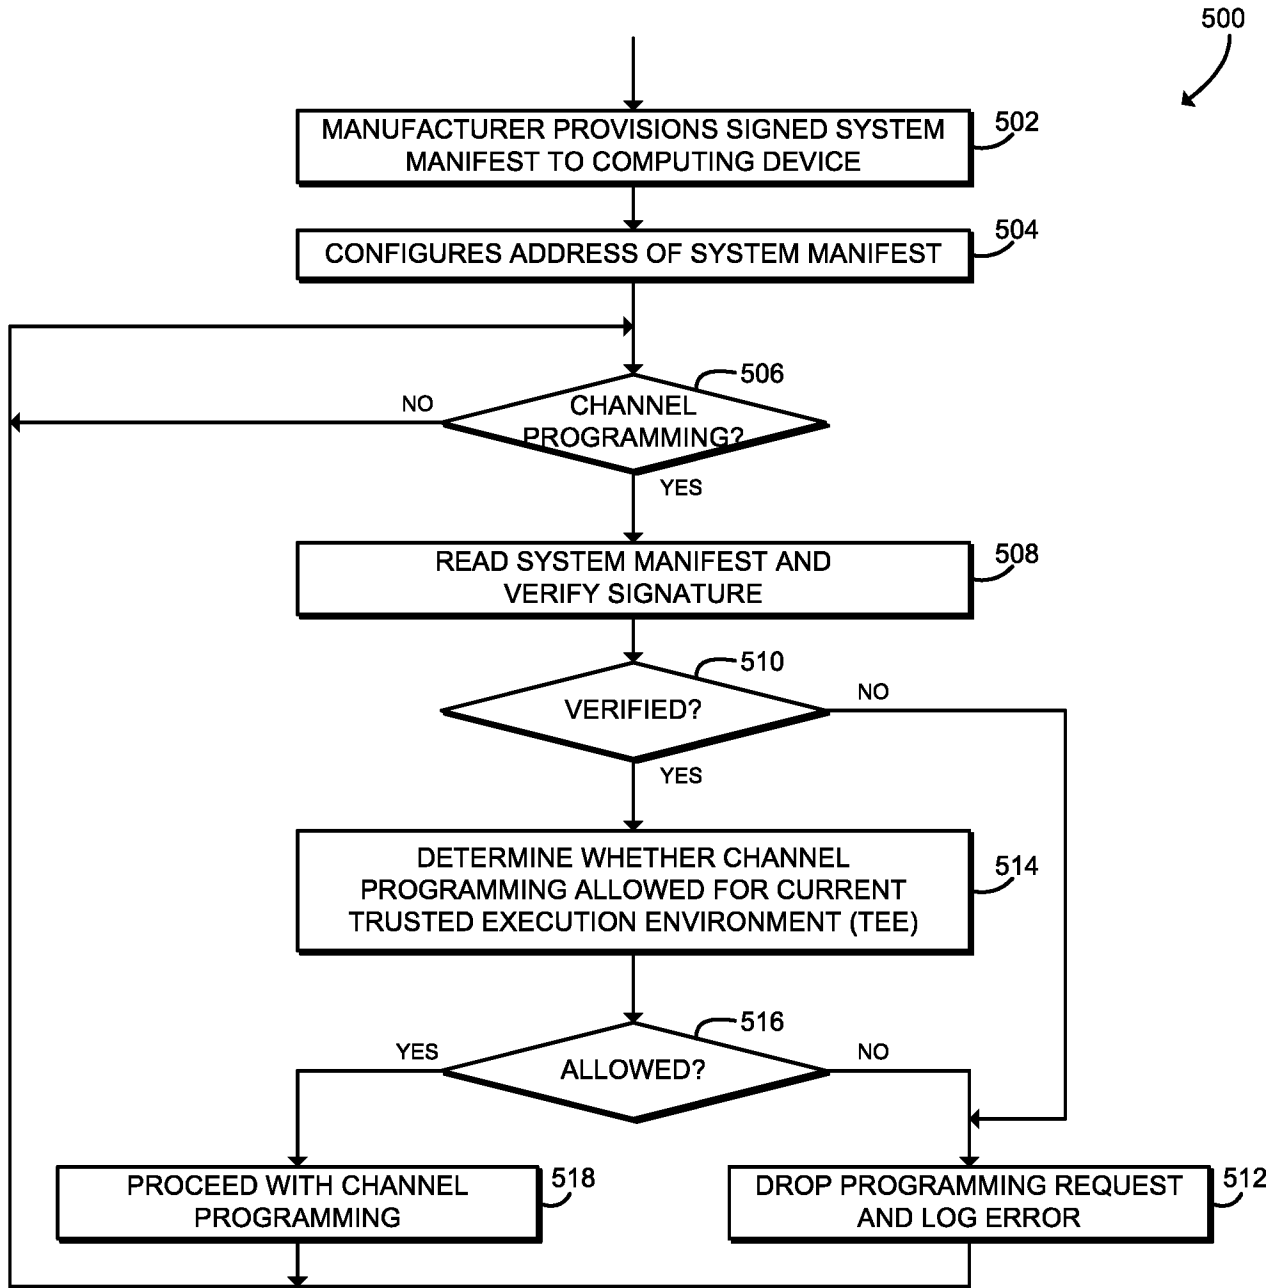 500
MANUFACTURER PROVISIONS SIGNED SYSTEM
MANIFEST TO COMPUTING DEVICE
502
CONFIGURES ADDRESS OF SYSTEM MANIFEST
504
506
CHANNEL
PROGRAMMING?
NO
YES
READ SYSTEM MANIFEST AND
VERIFY SIGNATURE
508
510
VERIFIED?
NO
YES
DETERMINE WHETHER CHANNEL
PROGRAMMING ALLOWED FOR CURRENT
TRUSTED EXECUTION ENVIRONMENT (TEE)
514
516
YES
ALLOWED?
NO
PROCEED WITH CHANNEL
PROGRAMMING
518
DROP PROGRAMMING REQUEST
AND LOG ERROR
512